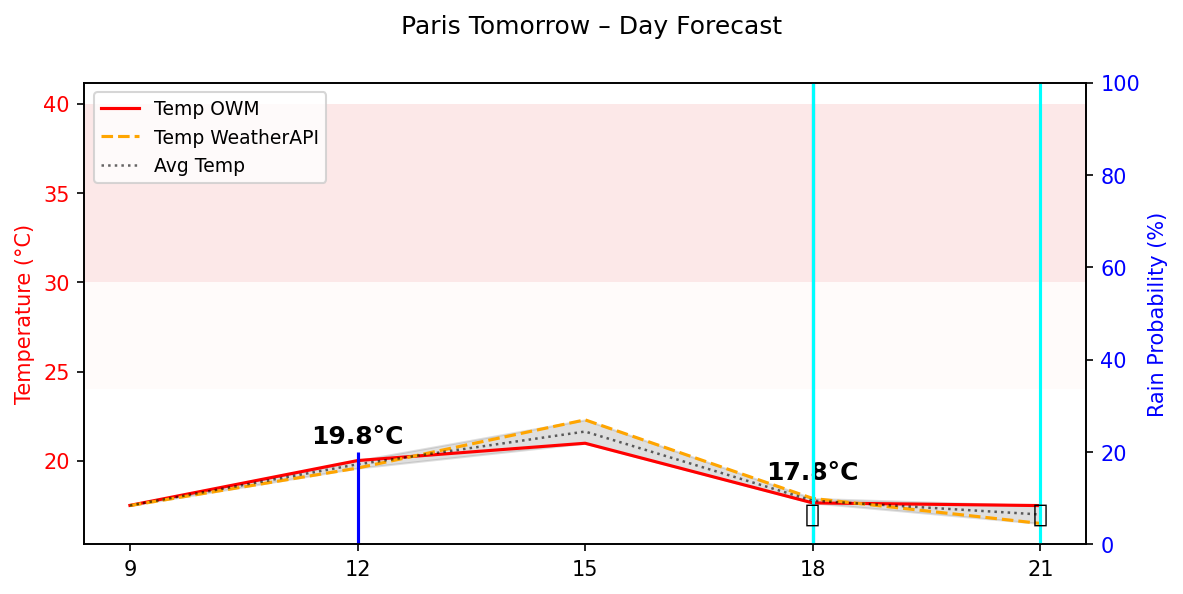 Paris Tomorrow – Day Forecast
Temp OWM
Temp WeatherAPI
Avg Temp
Temperature (°C)
40
35
30
25
20
Rain Probability (%)
100
80
60
40
20
0
19.8°C
17.8°C
9
12
15
18
21